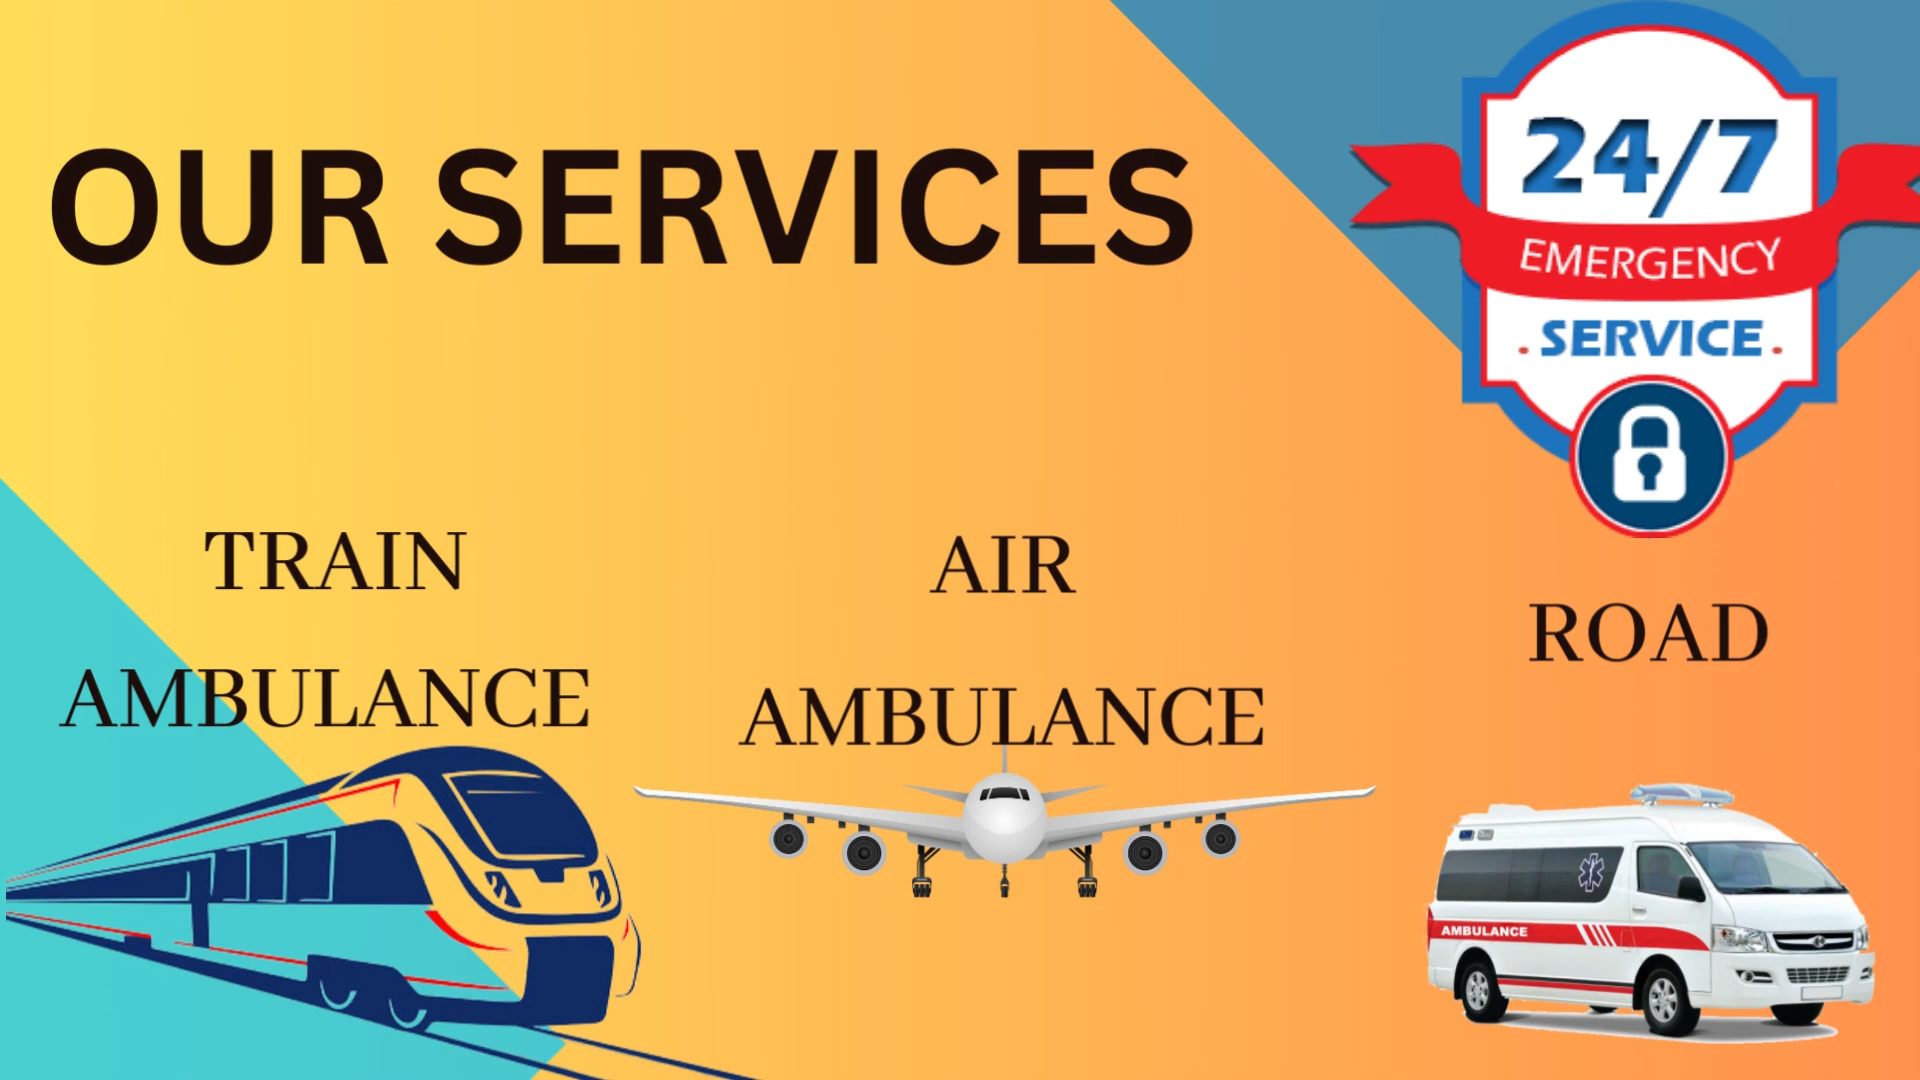 OUR SERVICES
24/7
EMERGENCY
. SERVICE .
TRAIN
AMBULANCE
AIR
AMBULANCE
ROAD
AMBULANCE